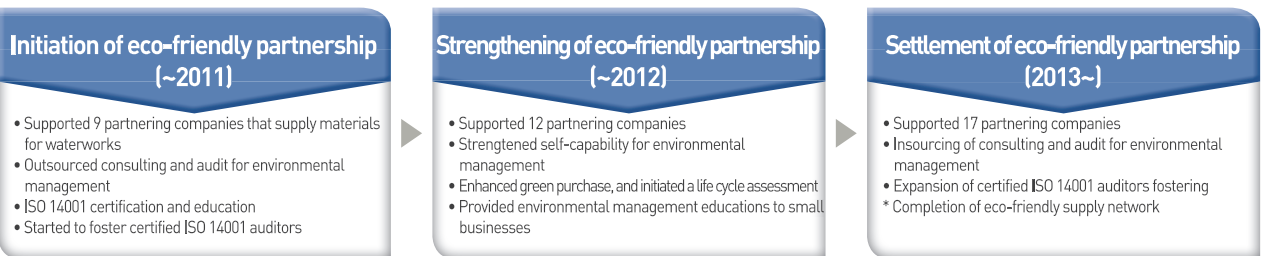 Initiation of eco-friendly partnership
(~2011)
• Supported 9 partnering companies that supply materials
for waterworks
• Outsourced consulting and audit for environmental
management
• ISO 14001 certification and education
• Started to foster certified ISO 14001 auditors
Strengthening of eco-friendly partnership
(~2012)
• Supported 12 partnering companies
• Strengtened self-capability for environmental
management
• Enhanced green purchase, and initiated a life cycle assessment
• Provided environmental management educations to small
businesses
Settlement of eco-friendly partnership
(2013~)
• Supported 17 partnering companies
• Insourcing of consulting and audit for environmental
management
• Expansion of certified ISO 14001 auditors fostering
* Completion of eco-friendly supply network